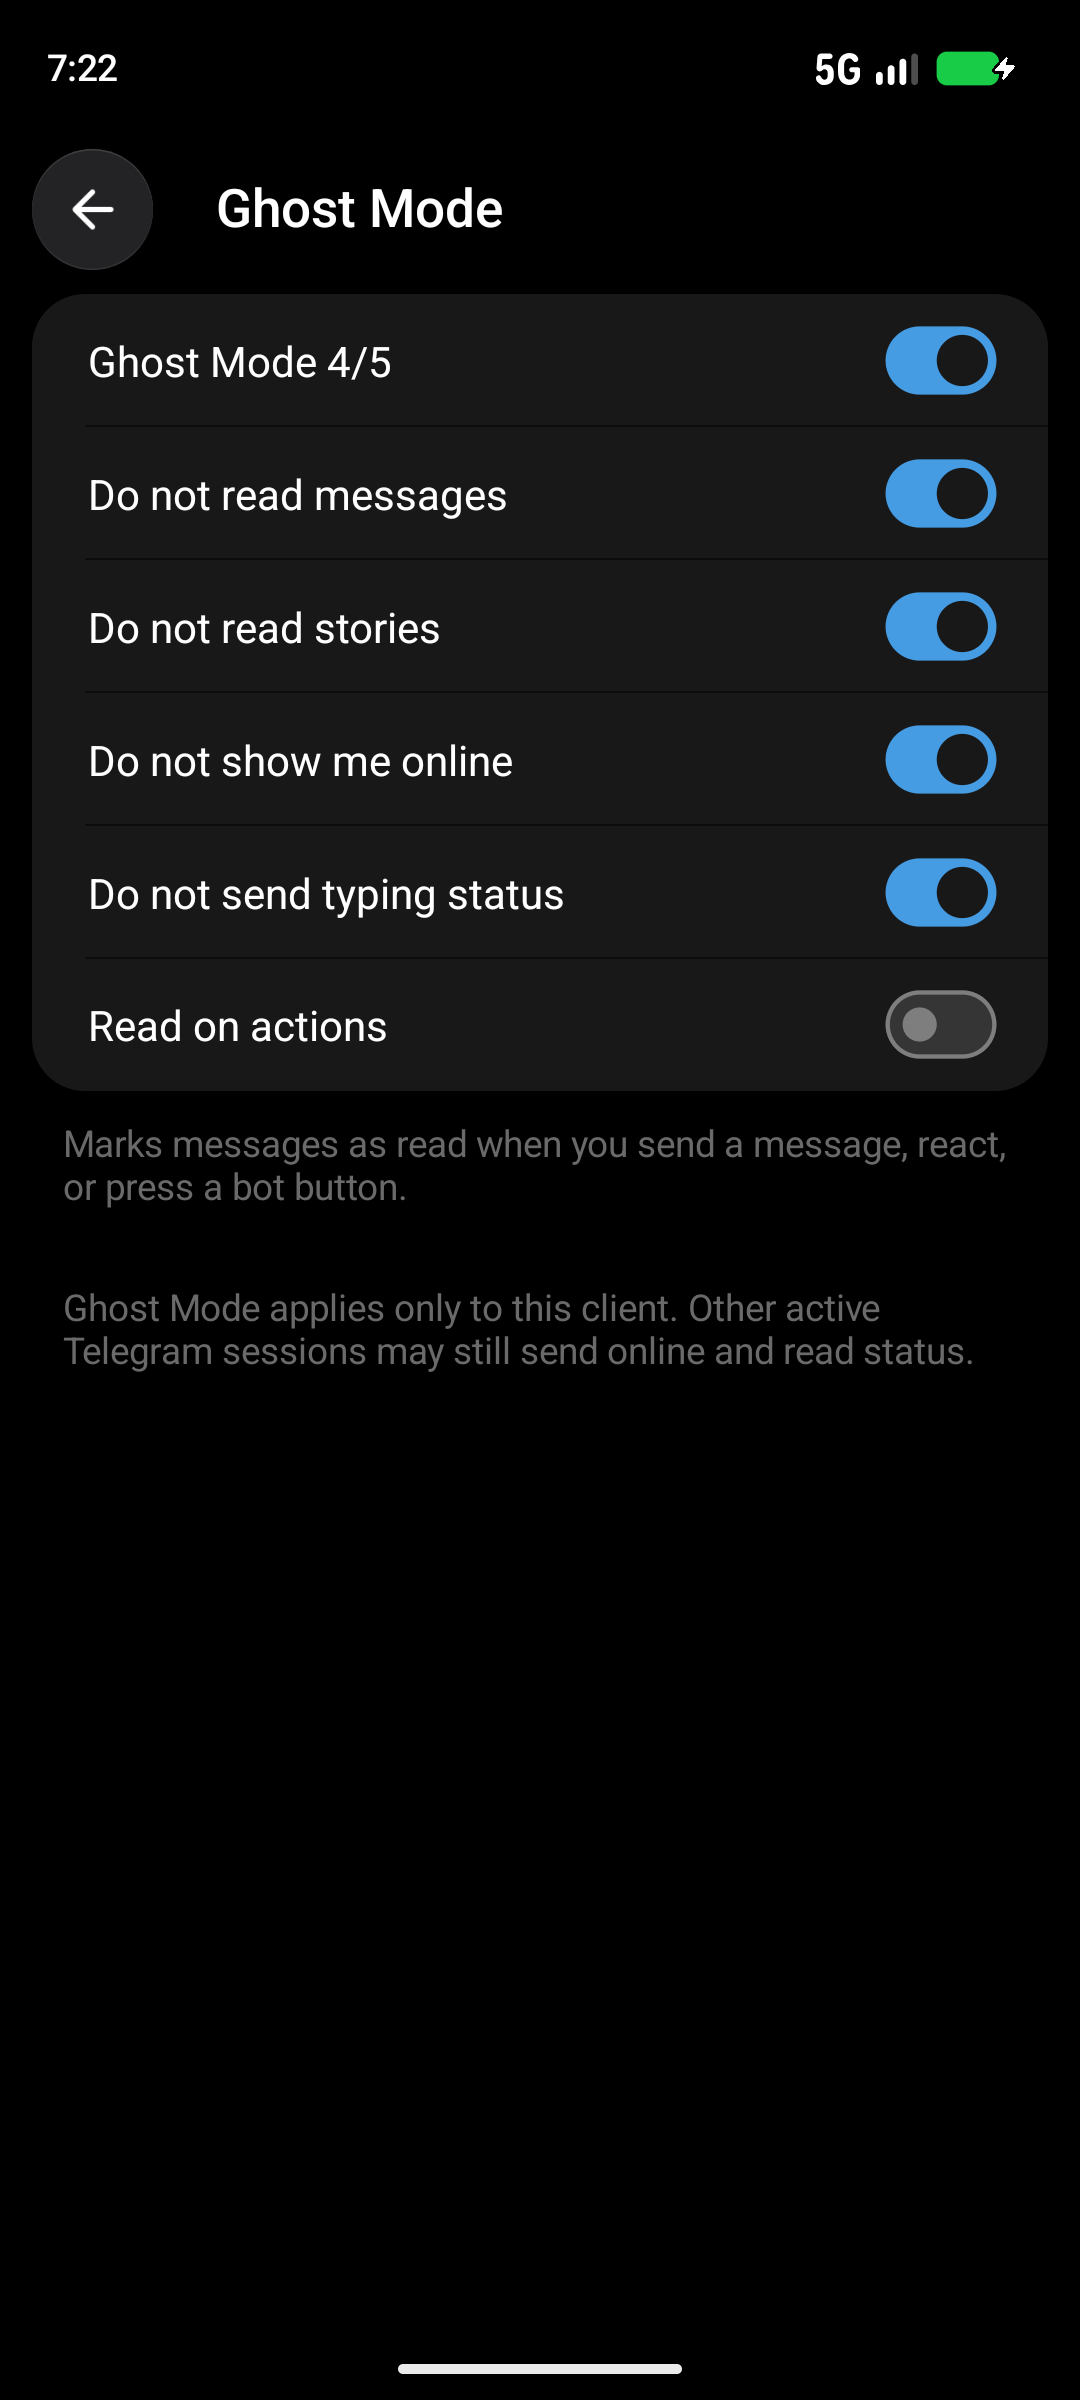 7:22
5G
Ghost Mode
Ghost Mode 4/5
Do not read messages
Do not read stories
Do not show me online
Do not send typing status
Read on actions
Marks messages as read when you send a message, react,
or press a bot button.
Ghost Mode applies only to this client. Other active
Telegram sessions may still send online and read status.